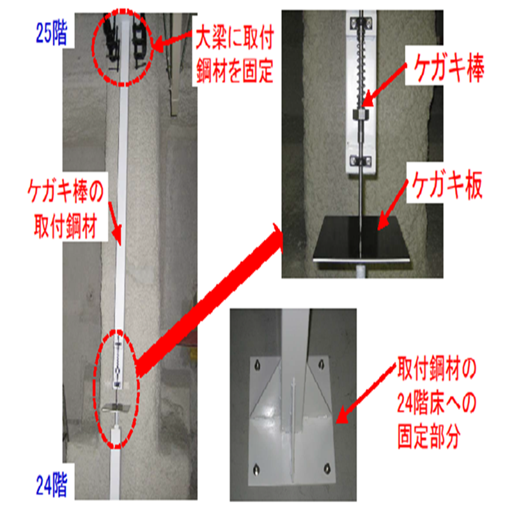 25階
大梁に取付
鋼材を固定
ケガキ棒の
取付鋼材
24階
ケガキ棒
ケガキ板
取付鋼材の
24階床への
固定部分